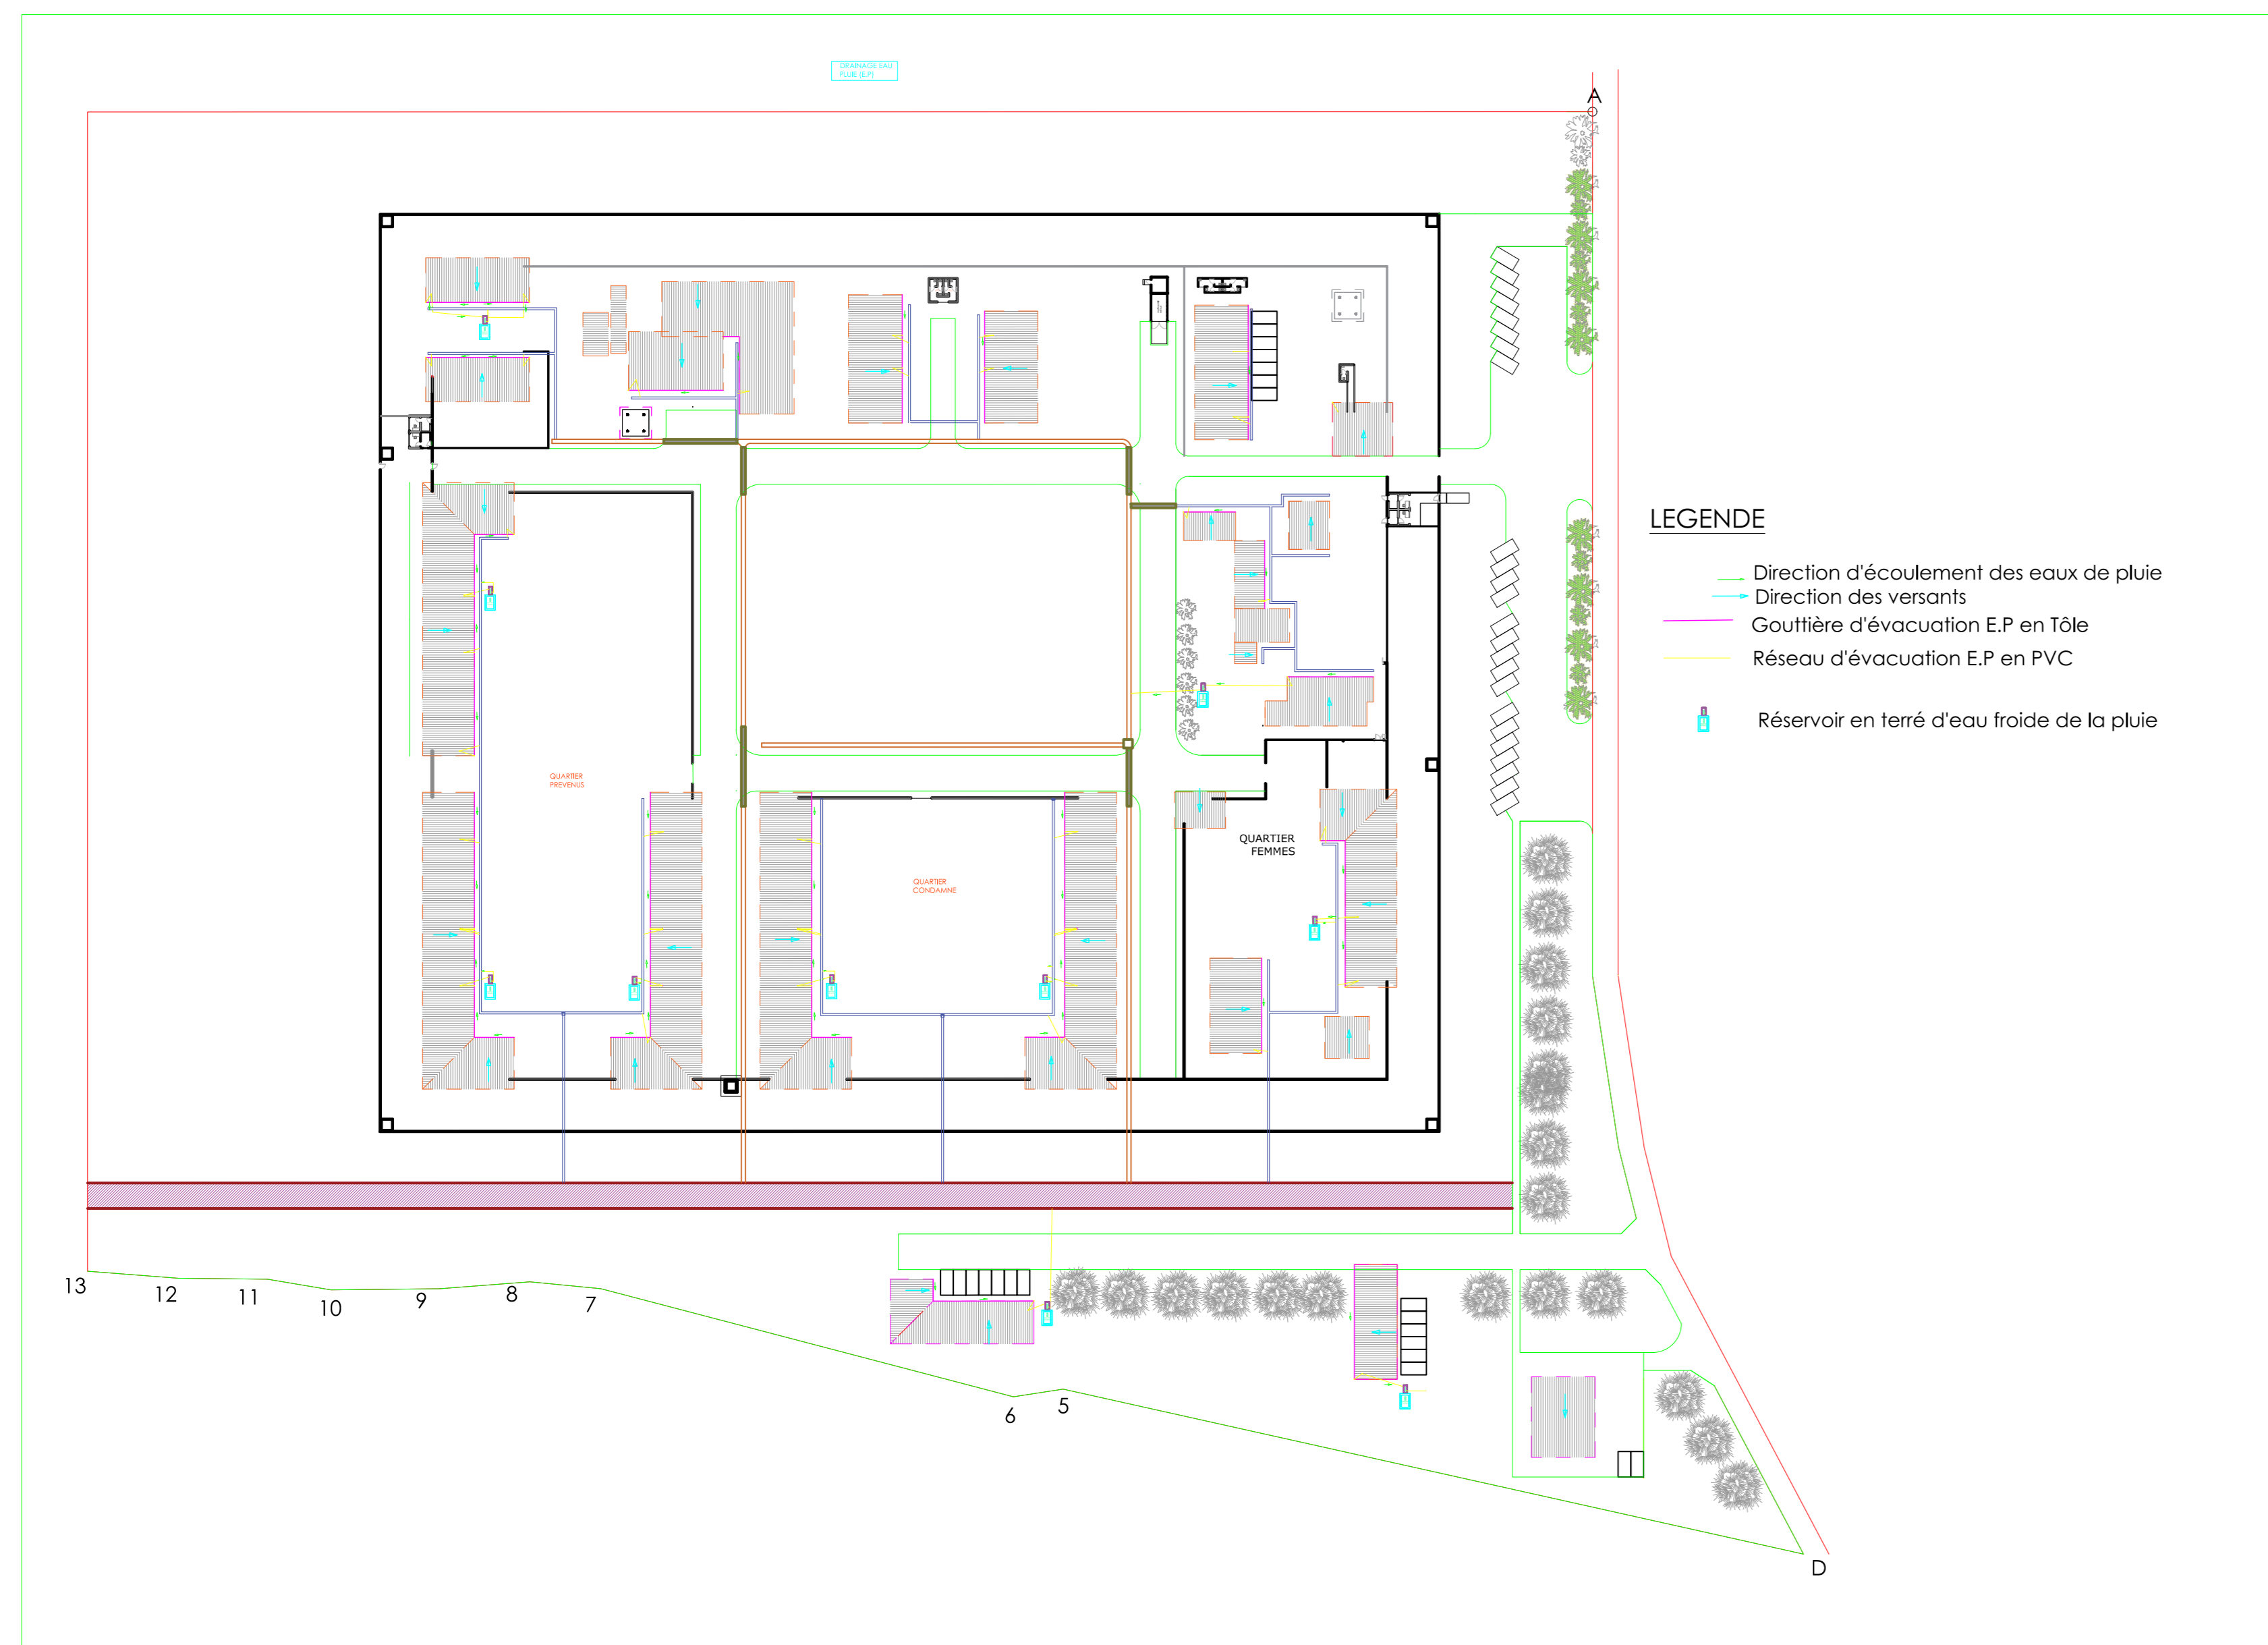 DRAINAGE EAU
PLUIE (E.P)
A
LEGENDE
Direction d'écoulement des eaux de pluie
Direction des versants
Gouttière d'évacuation E.P en Tôle
Réseau d'évacuation E.P en PVC
Réservoir en terré d'eau froide de la pluie
QUARTIER
PREVENUS
QUARTIER
CONDAMNE
QUARTIER
FEMMES
13
12
11
10
9
8
7
6
5
D